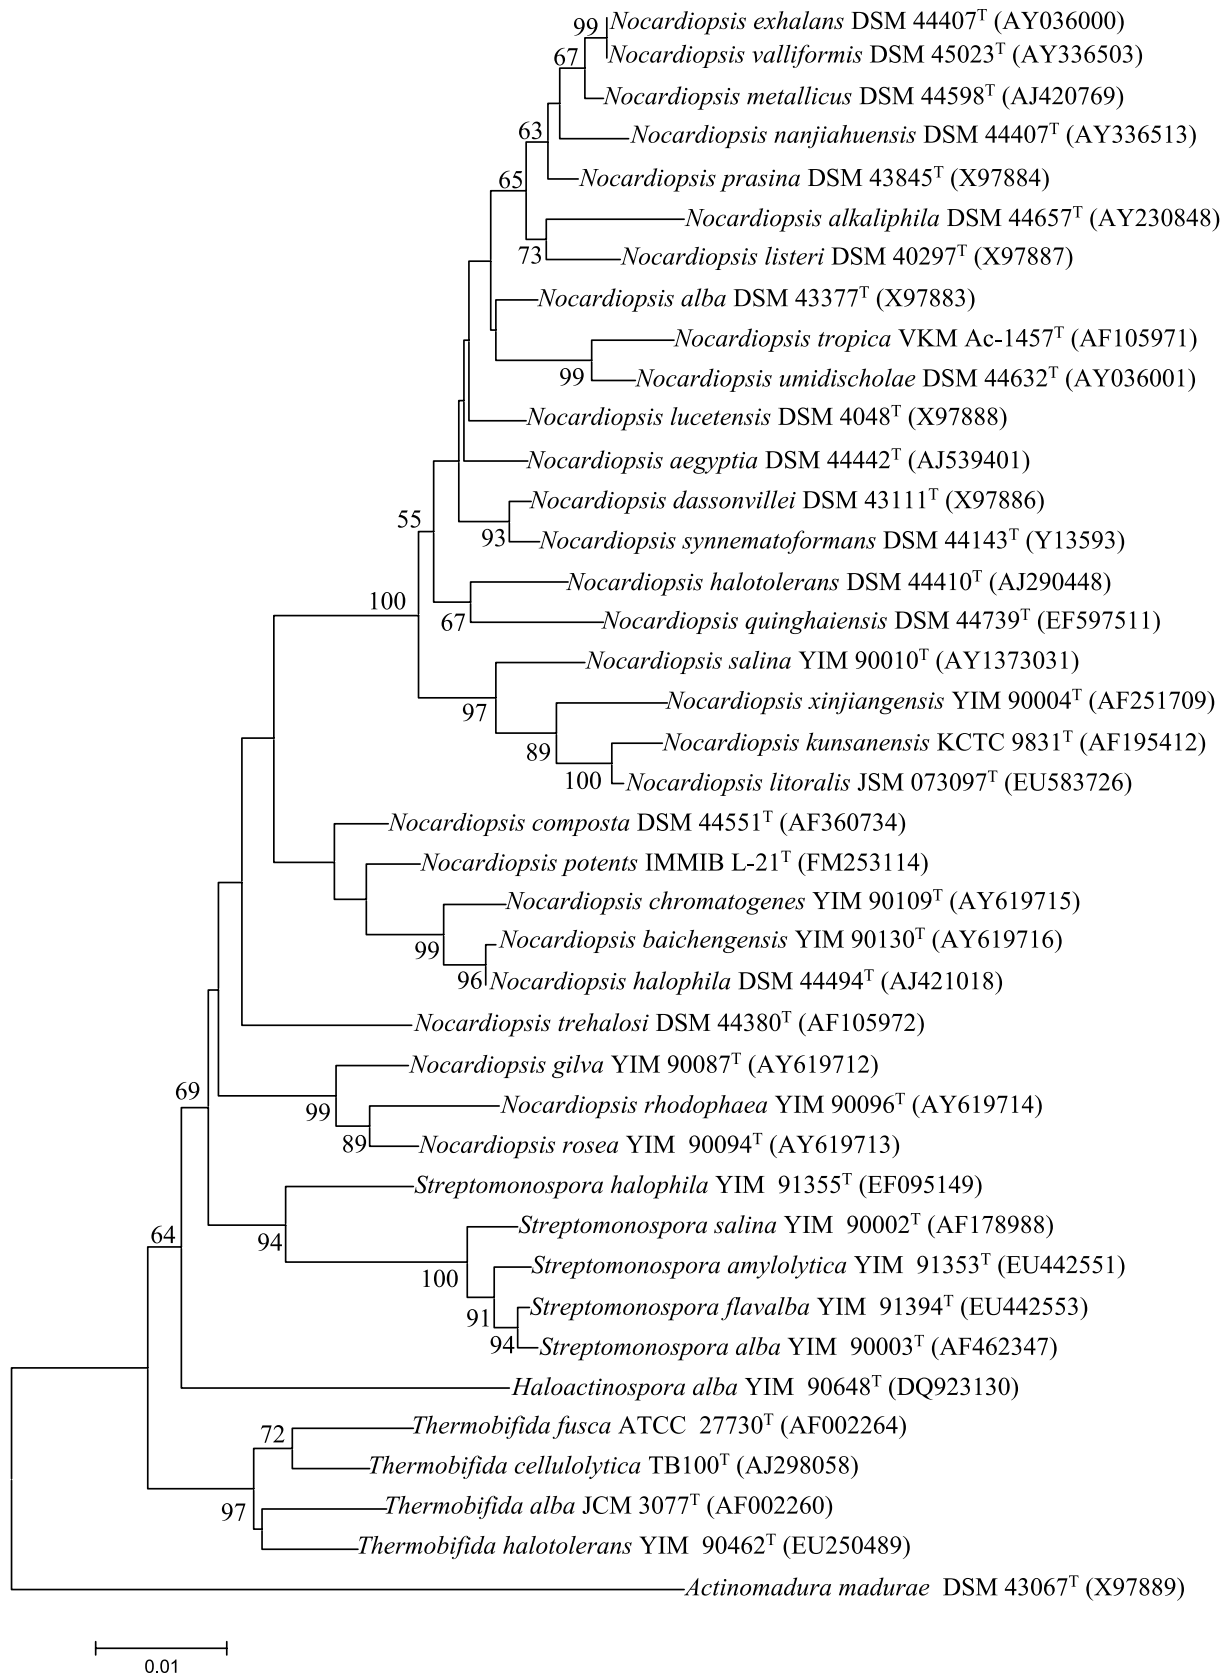 99 Nocardiopsis exhalans DSM 44407ᵀ (AY036000)
Nocardiopsis valliformis DSM 45023ᵀ (AY336503)
67
Nocardiopsis metallicus DSM 44598ᵀ (AJ420769)
63 Nocardiopsis nanjiahuensis DSM 44407ᵀ (AY336513)
65 Nocardiopsis prasina DSM 43845ᵀ (X97884)
Nocardiopsis alkaliphila DSM 44657ᵀ (AY230848)
73 Nocardiopsis listeri DSM 40297ᵀ (X97887)
Nocardiopsis alba DSM 43377ᵀ (X97883)
Nocardiopsis tropica VKM Ac-1457ᵀ (AF105971)
99 Nocardiopsis umidischolae DSM 44632ᵀ (AY036001)
Nocardiopsis lucetensis DSM 4048ᵀ (X97888)
Nocardiopsis aegyptia DSM 44442ᵀ (AJ539401)
Nocardiopsis dassonvillei DSM 43111ᵀ (X97886)
55
93 Nocardiopsis synnematoformans DSM 44143ᵀ (Y13593)
Nocardiopsis halotolerans DSM 44410ᵀ (AJ290448)
100
67 Nocardiopsis quinghaiensis DSM 44739ᵀ (EF597511)
Nocardiopsis salina YIM 90010ᵀ (AY1373031)
97 Nocardiopsis xinjiangensis YIM 90004ᵀ (AF251709)
89 Nocardiopsis kunsanensis KCTC 9831ᵀ (AF195412)
100 Nocardiopsis litoralis JSM 073097ᵀ (EU583726)
Nocardiopsis composta DSM 44551ᵀ (AF360734)
Nocardiopsis potents IMMIB L-21ᵀ (FM253114)
Nocardiopsis chromatogenes YIM 90109ᵀ (AY619715)
99 Nocardiopsis baichengensis YIM 90130ᵀ (AY619716)
96 Nocardiopsis halophila DSM 44494ᵀ (AJ421018)
Nocardiopsis trehalosi DSM 44380ᵀ (AF105972)
Nocardiopsis gilva YIM 90087ᵀ (AY619712)
69
99 Nocardiopsis rhodophaea YIM 90096ᵀ (AY619714)
89 Nocardiopsis rosea YIM 90094ᵀ (AY619713)
Streptomonospora halophila YIM 91355ᵀ (EF095149)
Streptomonospora salina YIM 90002ᵀ (AF178988)
64 94
Streptomonospora amylolytica YIM 91353ᵀ (EU442551)
100
Streptomonospora flavalba YIM 91394ᵀ (EU442553)
91
94 Streptomonospora alba YIM 90003ᵀ (AF462347)
Haloactinospora alba YIM 90648ᵀ (DQ923130)
72 Thermobifida fusca ATCC 27730ᵀ (AF002264)
Thermobifida cellulolytica TB100ᵀ (AJ298058)
97 Thermobifida alba JCM 3077ᵀ (AF002260)
Thermobifida halotolerans YIM 90462ᵀ (EU250489)
Actinomadura madurae DSM 43067ᵀ (X97889)
0.01